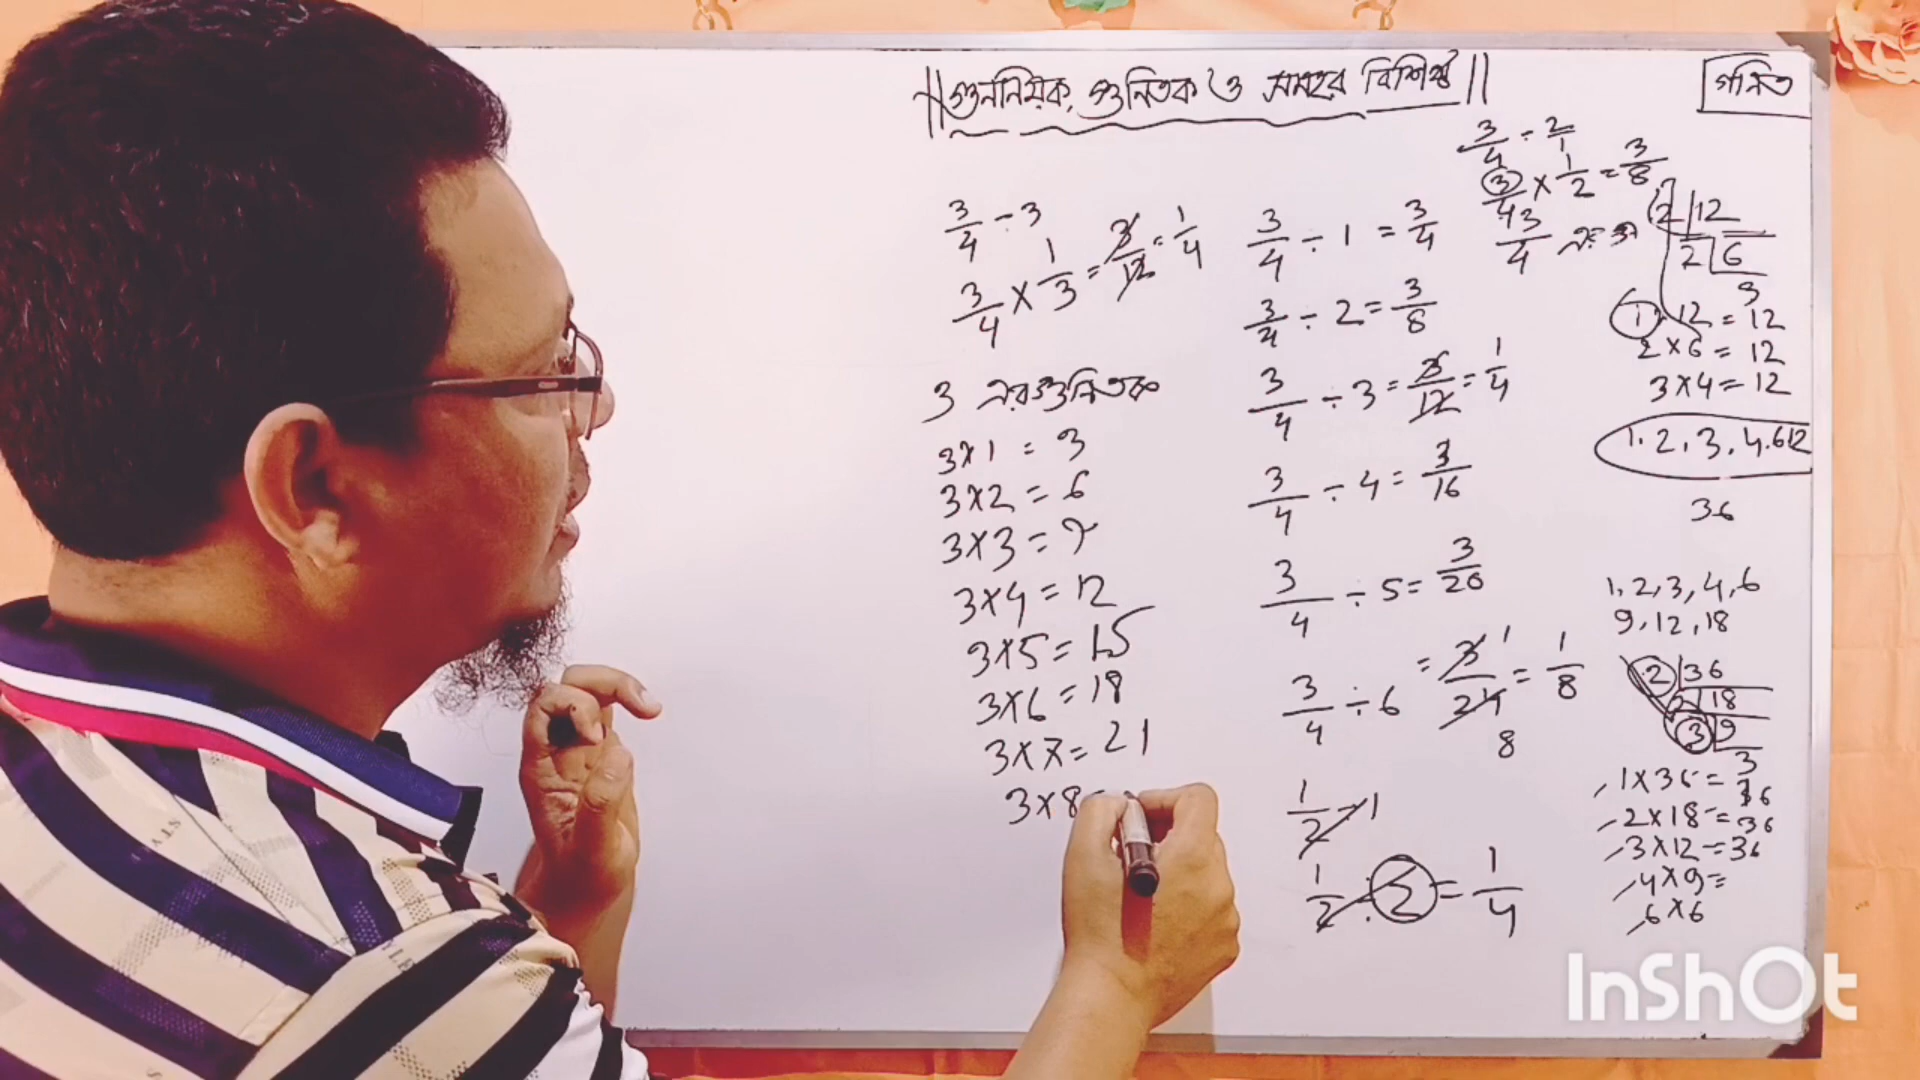 গুননিয়ক, গুনিতক ও সমহর বিশিষ্ট
গনিত
3/4 ÷ 3
3/4 × 1/3 = 3/12 = 1/4
3 এর গুনিতক
3×1 = 3
3×2 = 6
3×3 = 9
3×4 = 12
3×5 = 15
3×6 = 18
3×7 = 21
3×8
3/4 ÷ 1 = 3/4
3/4 ÷ 2 = 3/8
3/4 ÷ 3 = 3/12 = 1/4
3/4 ÷ 4 = 3/16
3/4 ÷ 5 = 3/20
3/4 ÷ 6 = 3/24 = 1/8
1
8
1/2 - 1
1/2 ÷ 2 = 1/4
3/4 ÷ 2/1
3/4 × 1/2 = 3/8
3/4
2 12
2 6
3
1 12 = 12
2×6 = 12
3×4 = 12
1, 2, 3, 4, 6 12
36
1, 2, 3, 4, 6
9, 12, 18
2 36
2 18
3 9
3
1×36 = 36
2×18 = 36
3×12 = 36
4×9 =
6×6
InShOt